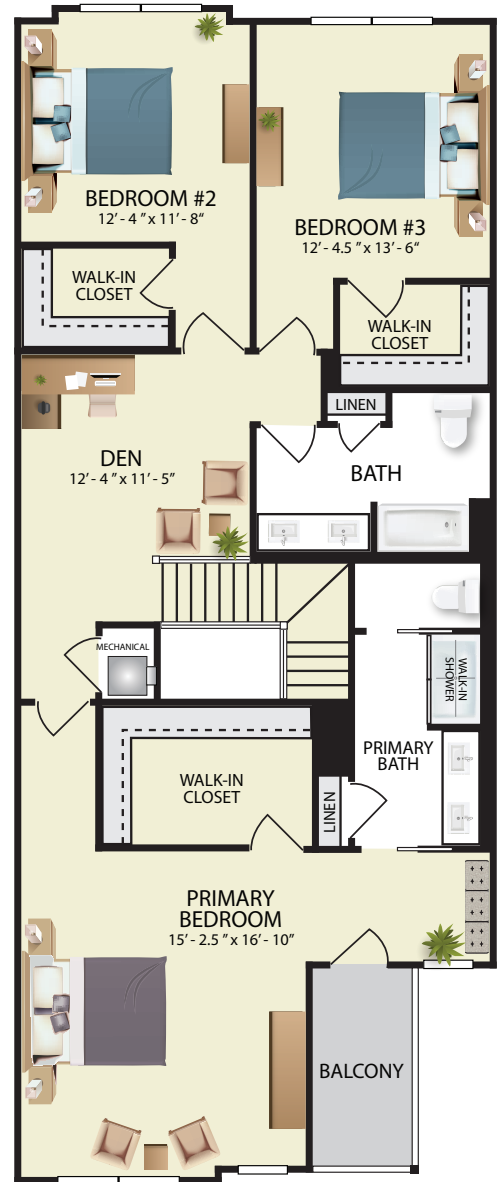 BEDROOM #2
12’ - 4 ” x 11’ - 8“
BEDROOM #3
12’ - 4.5 ” x 13’ - 6“
WALK-IN
CLOSET
WALK-IN
CLOSET
LINEN
DEN
12’ - 4 ” x 11’ - 5”
BATH
MECHANICAL
WALK-IN
SHOWER
PRIMARY
BATH
WALK-IN
CLOSET
LINEN
PRIMARY
BEDROOM
15’ - 2.5 ” x 16’ - 10”
BALCONY